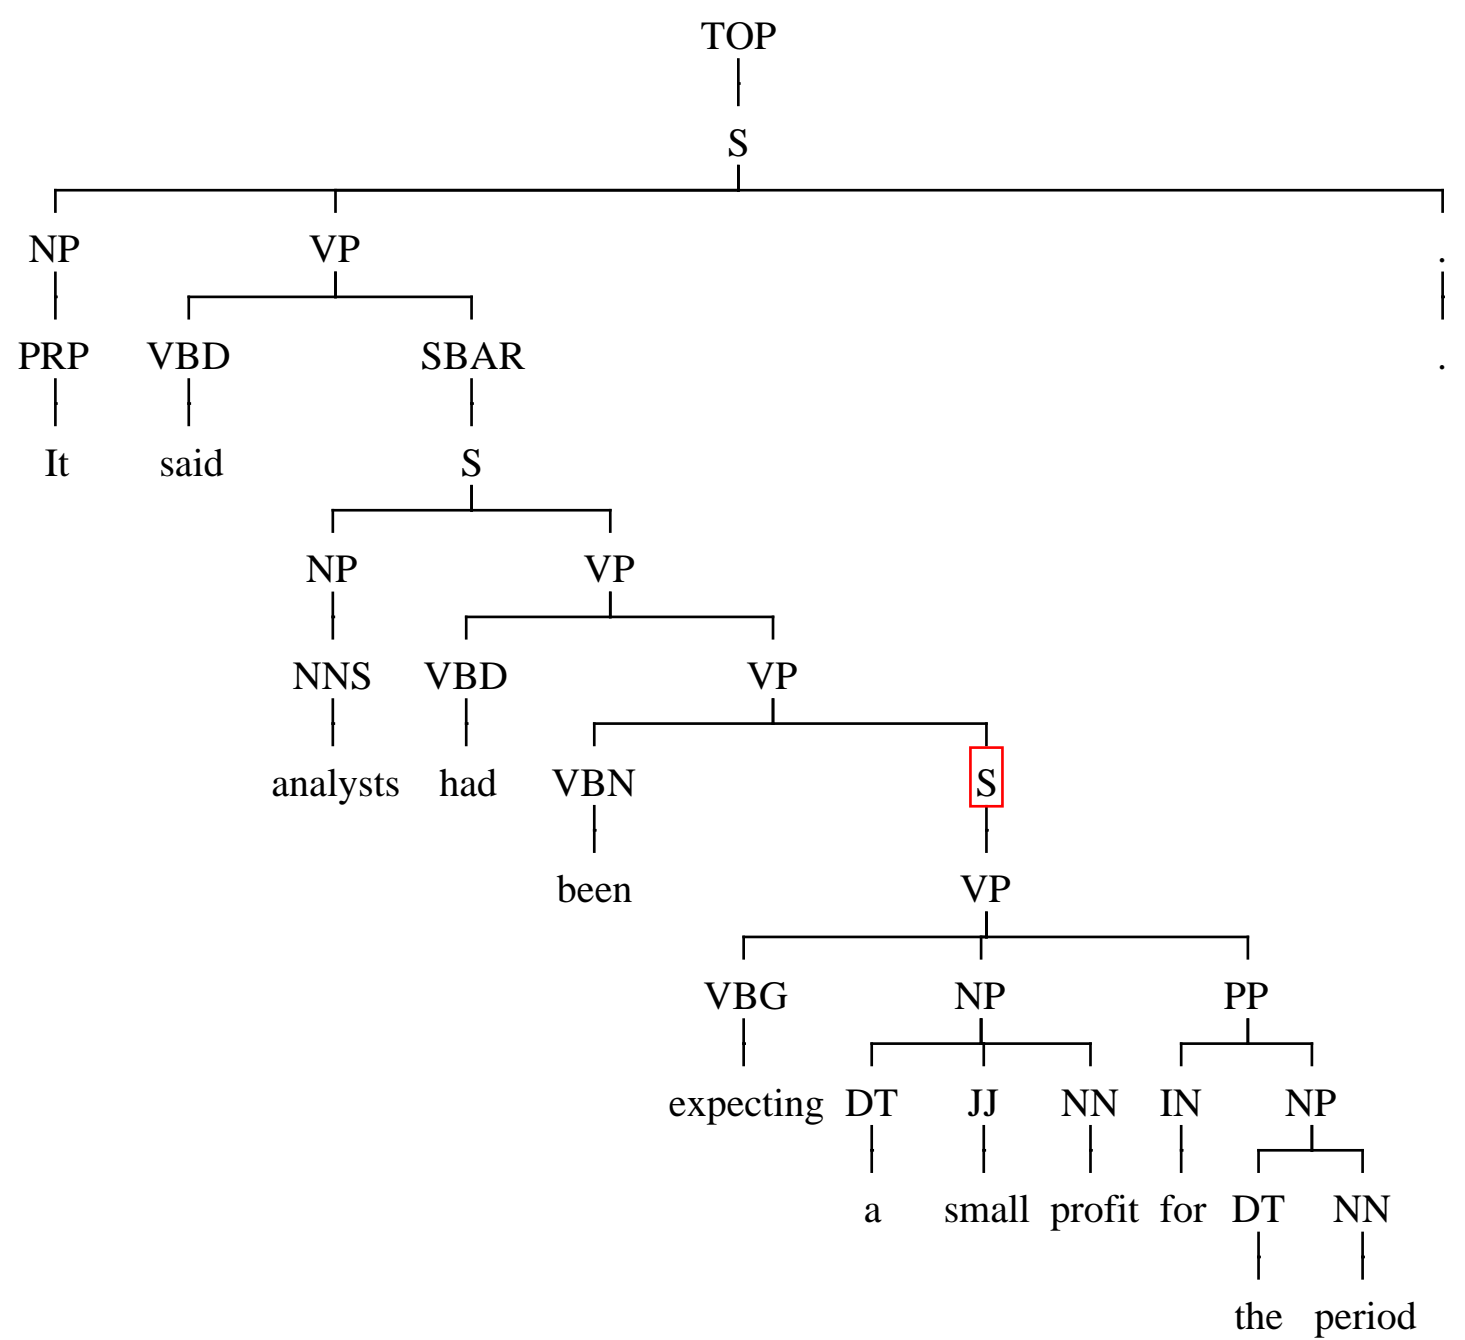 TOP
S
NP VP .
PRP VBD SBAR .
It said S
NP VP
NNS VBD VP
analysts had VBN S
been VP
VBG NP PP
expecting DT JJ NN IN NP
a small profit for DT NN
the period